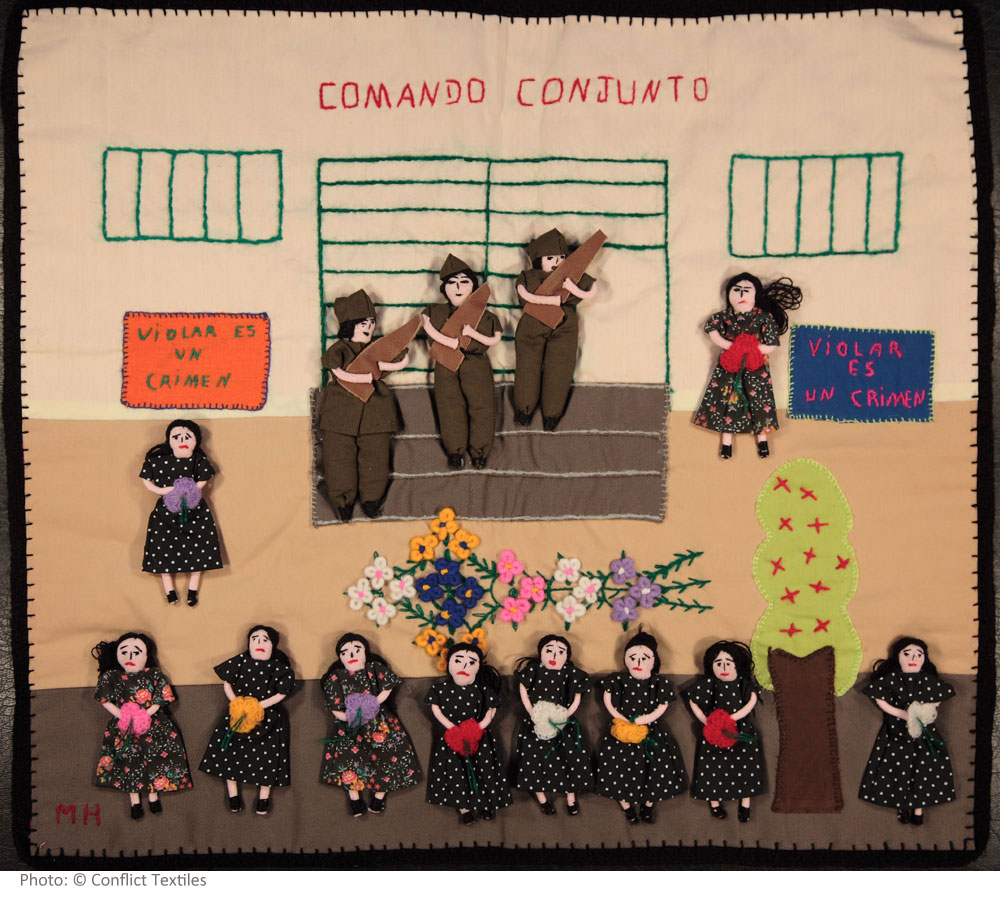 COMANDO CONJUNTO
VIOLAR ES
UN
CRIMEN
VIOLAR
ES
UN CRIMEN
MH
Photo: © Conflict Textiles